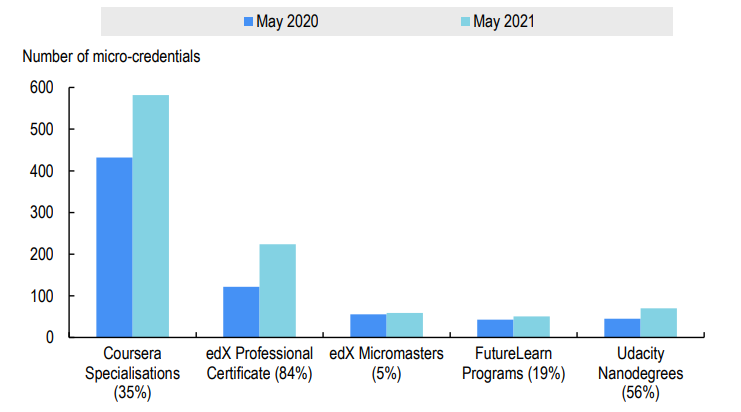 May 2020
May 2021
Number of micro-credentials
600
500
400
300
200
100
0
Coursera
Specialisations
(35%)
edX Professional
Certificate (84%)
edX Micromasters
(5%)
FutureLearn
Programs (19%)
Udacity
Nanodegrees
(56%)